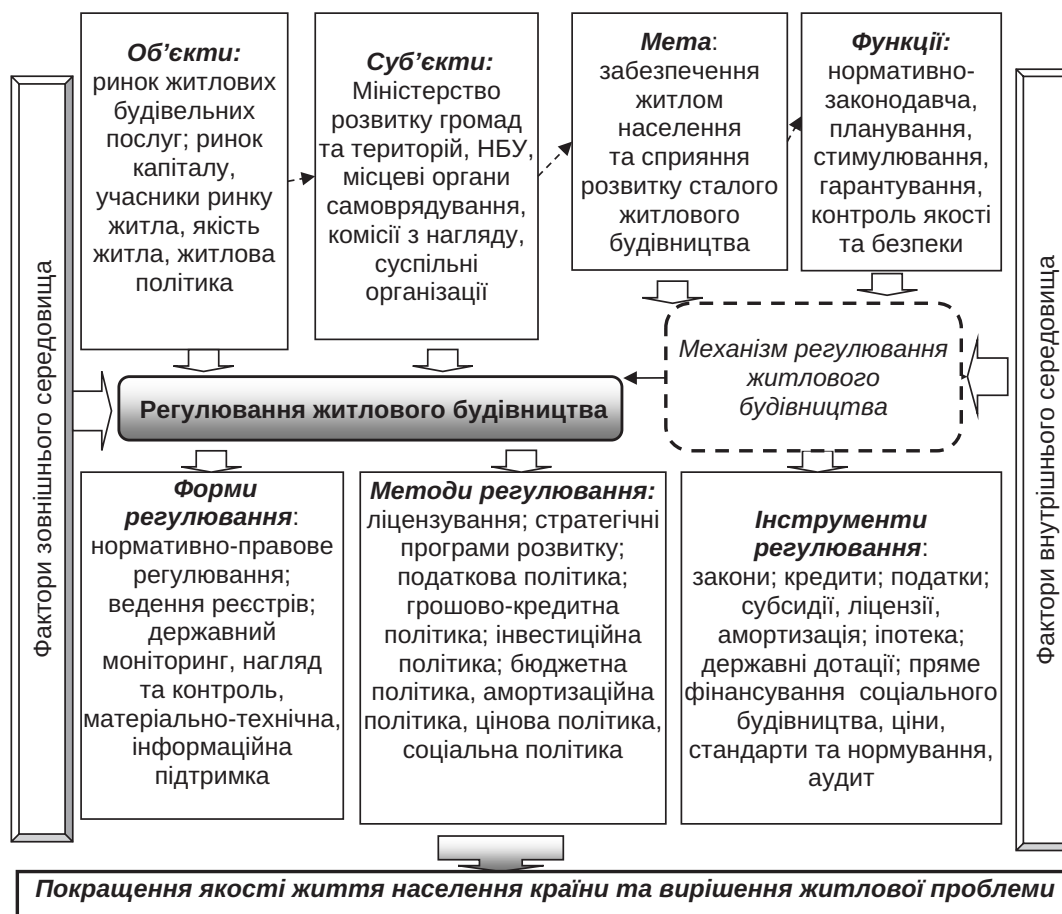 Фактори зовнішнього середовища
Об’єкти:
ринок житлових
будівельних
послуг; ринок
капіталу,
учасники ринку
житла, якість
житла, житлова
політика
Суб’єкти:
Міністерство
розвитку громад
та територій, НБУ,
місцеві органи
самоврядування,
комісії з нагляду,
суспільні
організації
Мета:
забезпечення
житлом
населення
та сприяння
розвитку сталого
житлового
будівництва
Функції:
нормативно-
законодавча,
планування,
стимулювання,
гарантування,
контроль якості
та безпеки
Фактори внутрішнього середовища
Регулювання житлового будівництва
Механізм регулювання
житлового
будівництва
Форми
регулювання:
нормативно-правове
регулювання;
ведення реєстрів;
державний
моніторинг, нагляд
та контроль,
матеріально-технічна,
інформаційна
підтримка
Методи регулювання:
ліцензування; стратегічні
програми розвитку;
податкова політика;
грошово-кредитна
політика; інвестиційна
політика; бюджетна
політика, амортизаційна
політика, цінова політика,
соціальна політика
Інструменти
регулювання:
закони; кредити; податки;
субсидії, ліцензії,
амортизація; іпотека;
державні дотації; пряме
фінансування соціального
будівництва, ціни,
стандарти та нормування,
аудит
Покращення якості життя населення країни та вирішення житлової проблеми